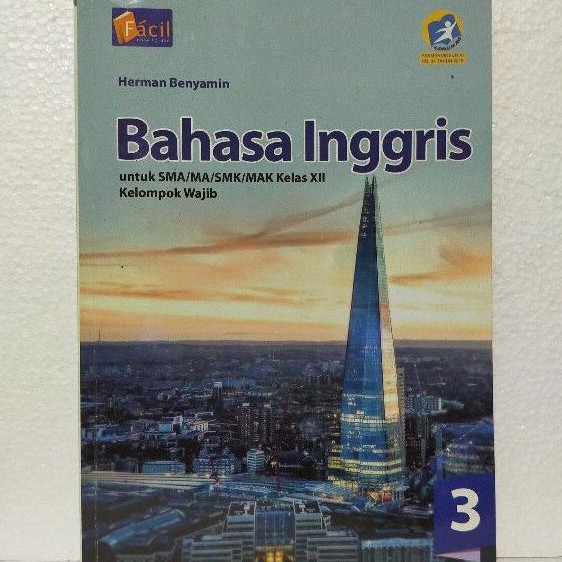 Fácil
Herman Benyamin
Bahasa Inggris
untuk SMA/MA/SMK/MAK Kelas XII
Kelompok Wajib
3